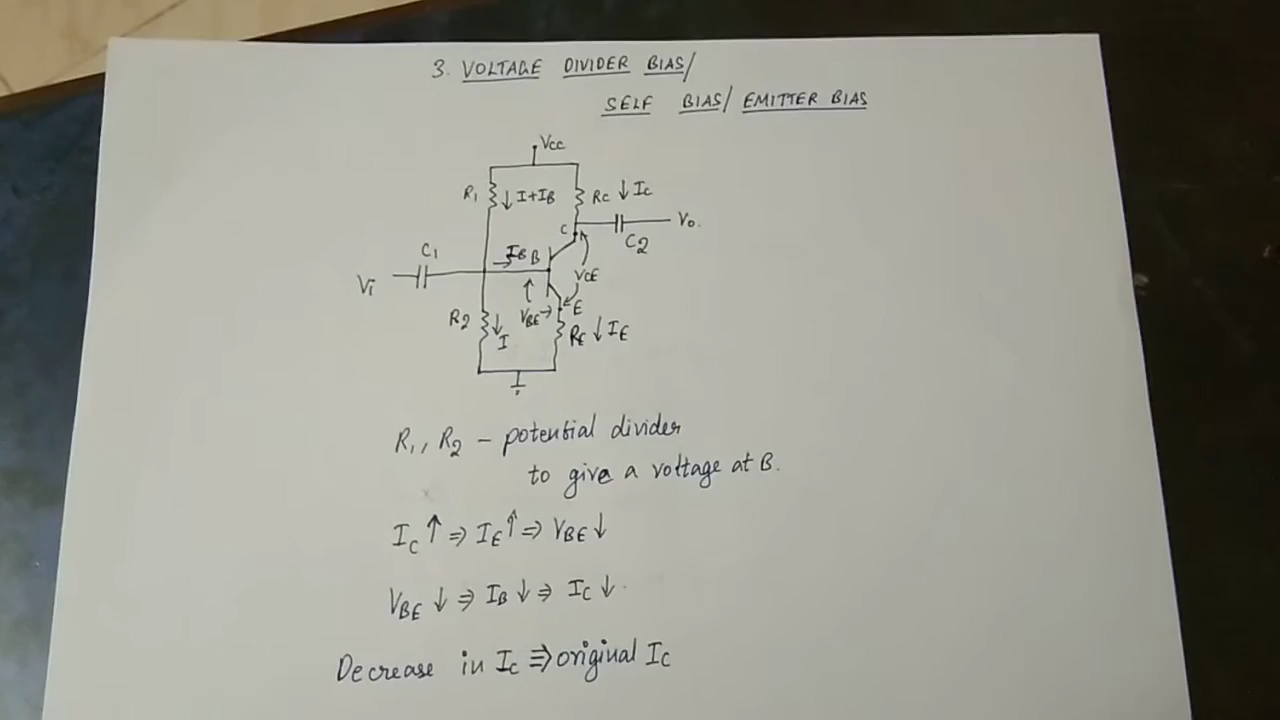 3. VOLTAGE DIVIDER BIAS/
SELF BIAS/ EMITTER BIAS
Vcc
R1 ↓ I+IB
Rc ↓ Ic
C
Vo.
C2
C1
IB B
Vi
VCE
E
VBE
R2 ↓ I
RE ↓ IE
R1, R2 – potential divider
to give a voltage at B.
IC ↑ ⇒ IE ↑ ⇒ VBE ↓
VBE ↓ ⇒ IB ↓ ⇒ IC ↓
Decrease in IC ⇒ original IC